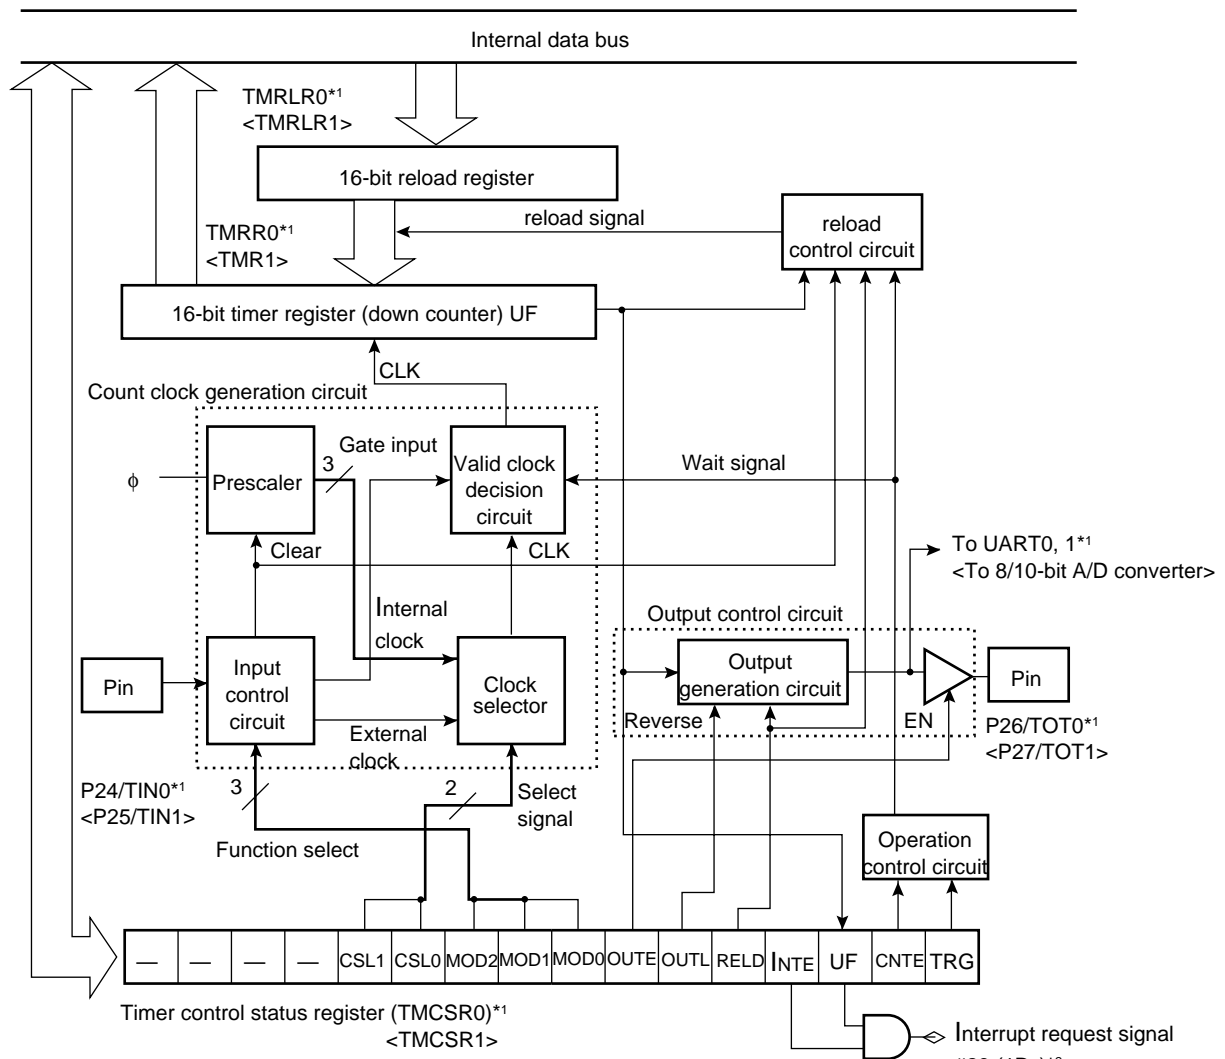 Internal data bus
TMRLR0*1
<TMRLR1>
16-bit reload register
reload signal
reload
control circuit
TMRR0*1
<TMR1>
16-bit timer register (down counter) UF
CLK
Count clock generation circuit
Gate input
3
Prescaler
Valid clock
decision
circuit
Wait signal
ϕ
Clear
CLK
To UART0, 1*1
<To 8/10-bit A/D converter>
Internal
clock
Output control circuit
Pin
Input
control
circuit
Clock
selector
Output
generation circuit
Pin
Reverse
EN
External
clock
P26/TOT0*1
<P27/TOT1>
P24/TIN0*1
<P25/TIN1>
3
2
Select
signal
Function select
Operation
control circuit
— — — — CSL1 CSL0 MOD2 MOD1 MOD0 OUTE OUTL RELD INTE UF CNTE TRG
Timer control status register (TMCSR0)*1
<TMCSR1>
Interrupt request signal